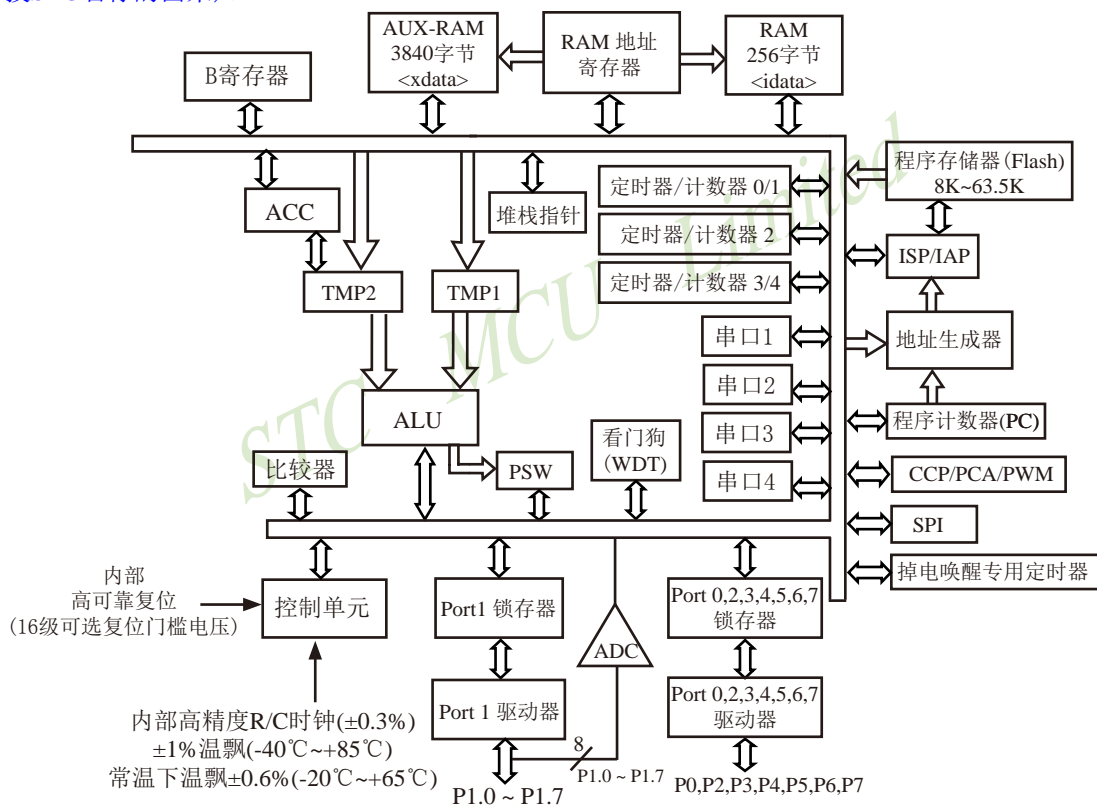 AUX-RAM
3840字节
<xdata>
RAM 地址
寄存器
RAM
256字节
<idata>
B寄存器
程序存储器(Flash)
8K~63.5K
定时器/计数器 0/1
ACC
堆栈指针
定时器/计数器 2
ISP/IAP
TMP2
TMP1
定时器/计数器 3/4
串口1
地址生成器
串口2
ALU
程序计数器(PC)
看门狗
(WDT)
串口3
比较器
PSW
串口4
CCP/PCA/PWM
SPI
掉电唤醒专用定时器
内部
高可靠复位
(16级可选复位门槛电压)
控制单元
Port1 锁存器
ADC
Port 0,2,3,4,5,6,7
锁存器
Port 1 驱动器
Port 0,2,3,4,5,6,7
驱动器
内部高精度R/C时钟(±0.3%)
±1%温飘(-40℃~+85℃)
常温下温飘±0.6%(-20℃~+65℃)
8
P1.0 ~ P1.7
P1.0 ~ P1.7
P0,P2,P3,P4,P5,P6,P7
STC MCU Limited